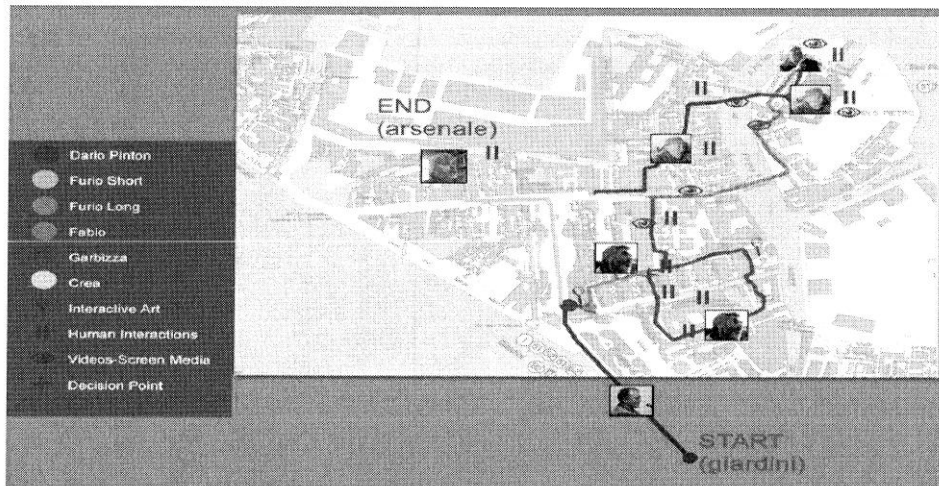 END
(arsenale)
Dario Pinton
Furio Short
Furio Long
Fabio
Garbizza
Crea
Interactive Art
Human Interactions
Videos-Screen Media
Decision Point
START
(giardini)